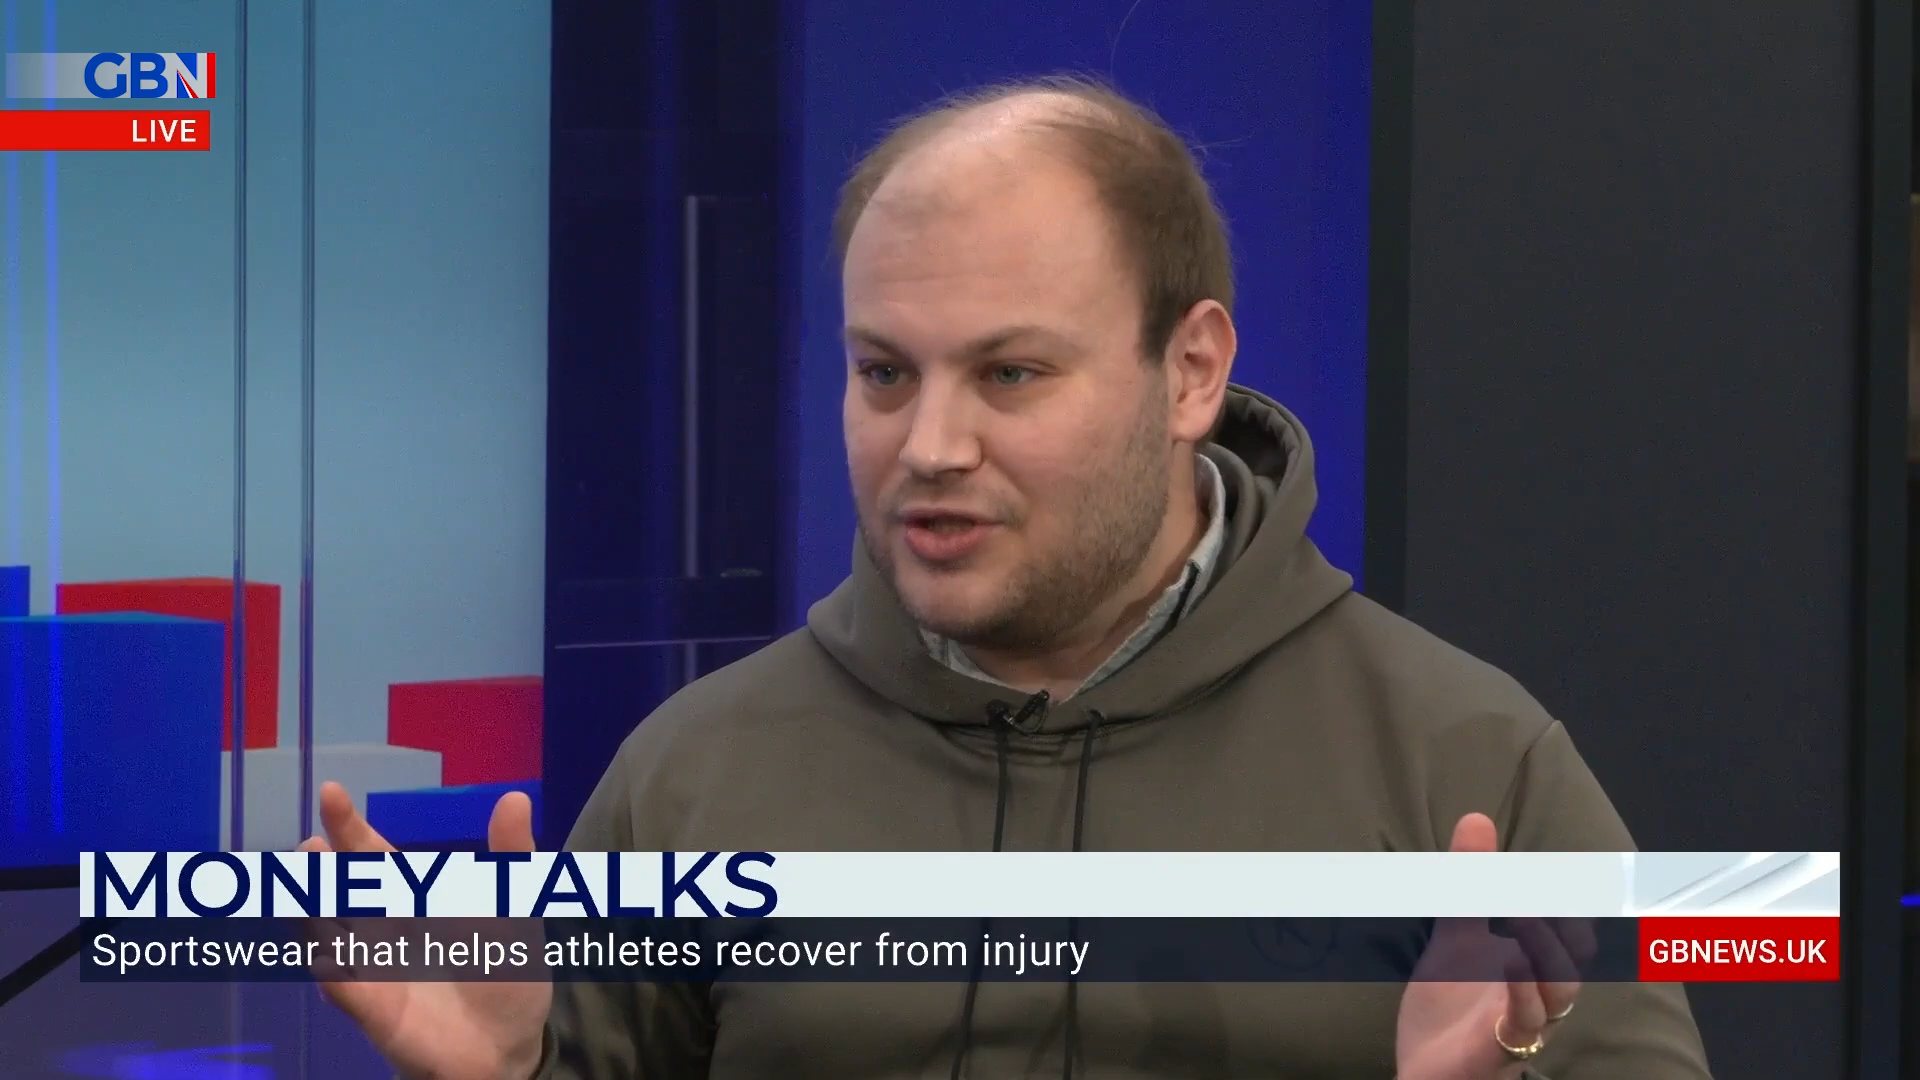 GBN
LIVE
MONEY TALKS
Sportswear that helps athletes recover from injury
GBNEWS.UK